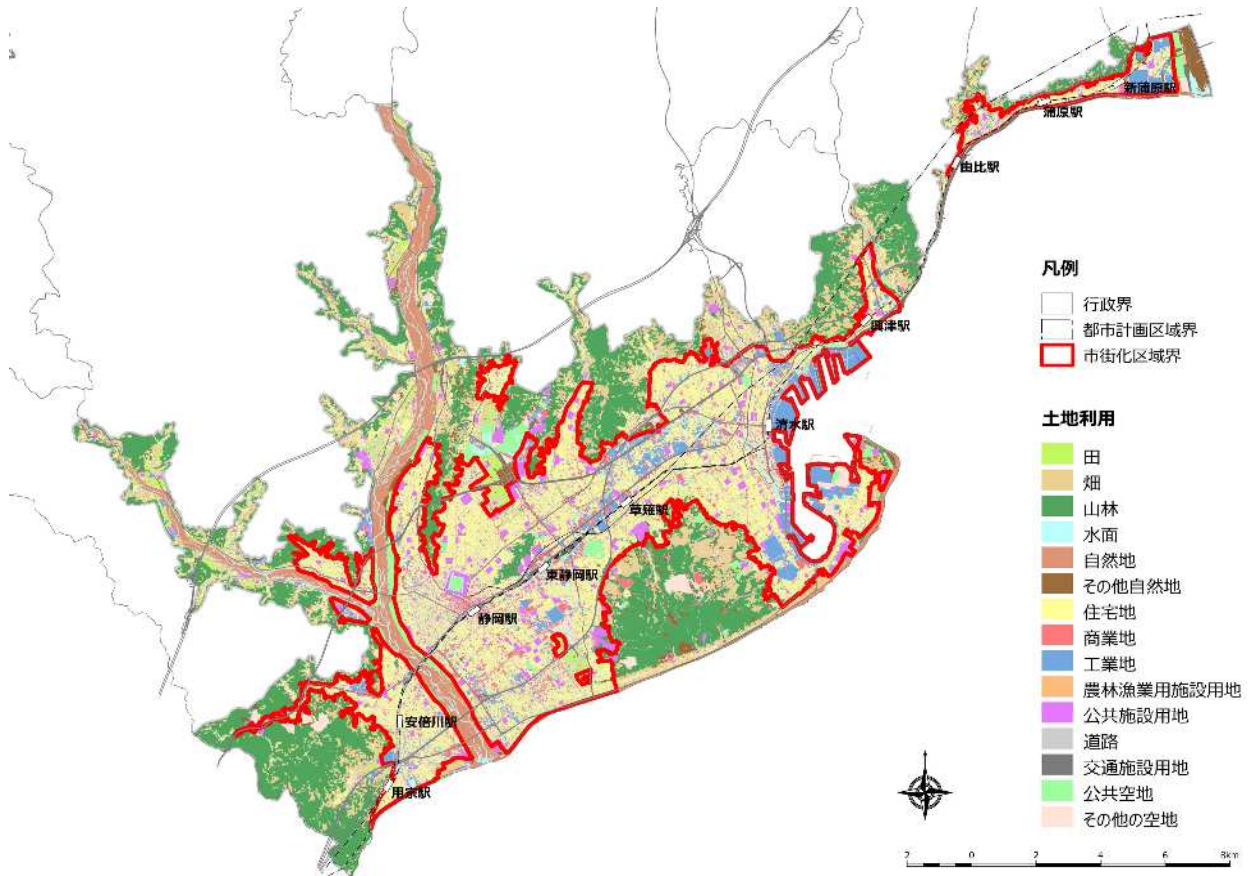 新蒲原駅
蒲原駅
由比駅
興津駅
清水駅
草薙駅
東静岡駅
静岡駅
安倍川駅
用宗駅
凡例
行政界
都市計画区域界
市街化区域界
土地利用
田
畑
山林
水面
自然地
その他自然地
住宅地
商業地
工業地
農林漁業用施設用地
公共施設用地
道路
交通施設用地
公共空地
その他の空地
2 0 2 4 6 8km